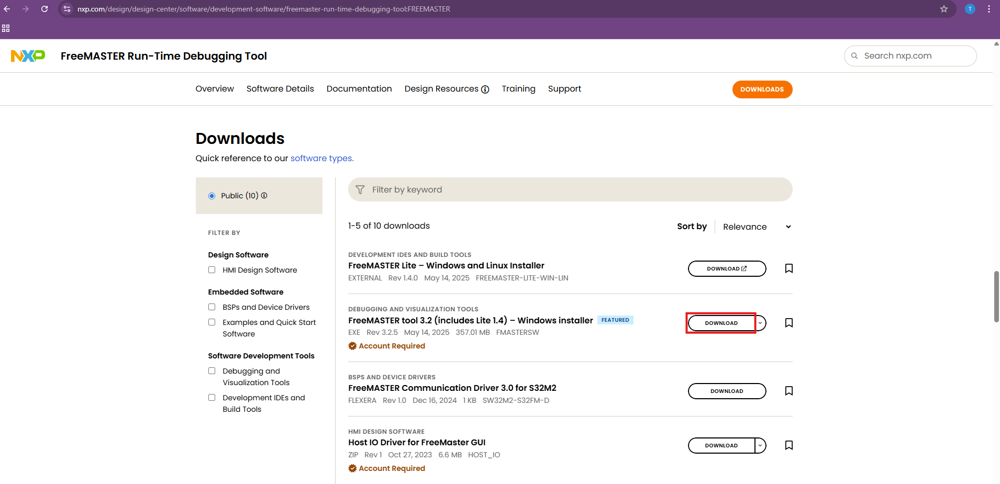 nxp.com/design/design-center/software/development-software/freemaster-run-time-debugging-tool:FREEMASTER
T
NXP
FreeMASTER Run-Time Debugging Tool
Search nxp.com
Overview
Software Details
Documentation
Design Resources
Training
Support
DOWNLOADS
Downloads
Quick reference to our software types.
Public (10)
FILTER BY
Design Software
HMI Design Software
Embedded Software
BSPs and Device Drivers
Examples and Quick Start
Software
Software Development Tools
Debugging and
Visualization Tools
Development IDEs and
Build Tools
Filter by keyword
1-5 of 10 downloads
Sort by
Relevance
DEVELOPMENT IDES AND BUILD TOOLS
FreeMASTER Lite – Windows and Linux Installer
EXTERNAL Rev 1.4.0 May 14, 2025 FREEMASTER-LITE-WIN-LIN
DOWNLOAD
DEBUGGING AND VISUALIZATION TOOLS
FreeMASTER tool 3.2 (includes Lite 1.4) – Windows installer FEATURED
EXE Rev 3.2.5 May 14, 2025 357.01 MB FMASTERSW
Account Required
DOWNLOAD
BSPS AND DEVICE DRIVERS
FreeMASTER Communication Driver 3.0 for S32M2
FLEXERA Rev 1.0 Dec 16, 2024 1 KB SW32M2-S32FM-D
DOWNLOAD
HMI DESIGN SOFTWARE
Host IO Driver for FreeMaster GUI
ZIP Rev 1 Oct 27, 2023 6.6 MB HOST_IO
Account Required
DOWNLOAD